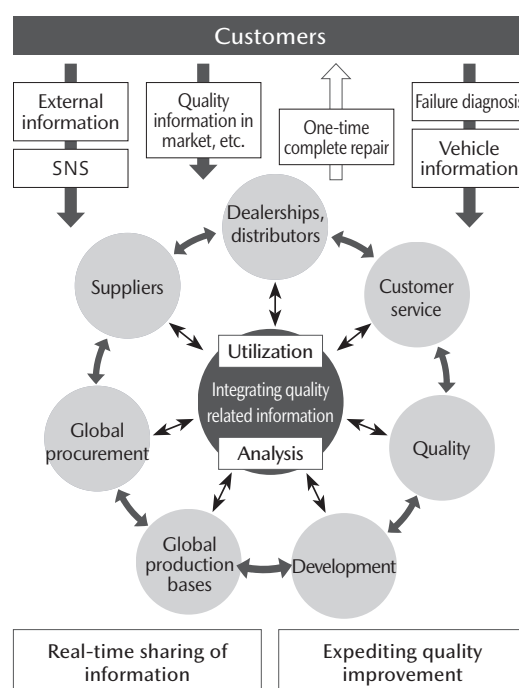 Customers
External
information
SNS
Quality
information in
market, etc.
One-time
complete repair
Failure diagnosis
Vehicle
information
Dealerships,
distributors
Suppliers
Customer
service
Utilization
Integrating quality
related information
Analysis
Global
procurement
Quality
Global
production
bases
Development
Real-time sharing of
information
Expediting quality
improvement